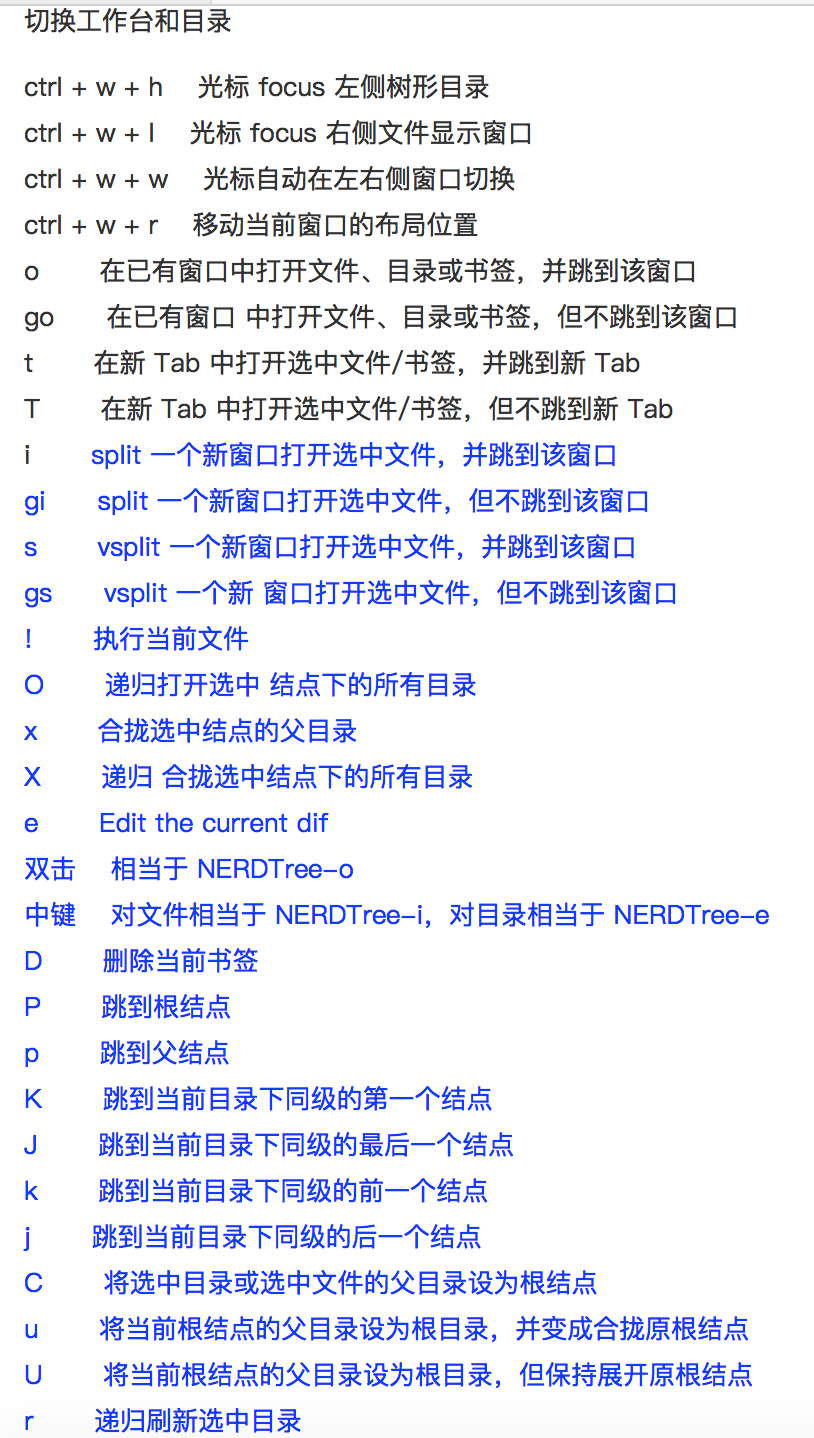 切换工作台和目录
ctrl + w + h 光标 focus 左侧树形目录
ctrl + w + l 光标 focus 右侧文件显示窗口
ctrl + w + w 光标自动在左右侧窗口切换
ctrl + w + r 移动当前窗口的布局位置
o 在已有窗口中打开文件、目录或书签，并跳到该窗口
go 在已有窗口 中打开文件、目录或书签，但不跳到该窗口
t 在新 Tab 中打开选中文件/书签，并跳到新 Tab
T 在新 Tab 中打开选中文件/书签，但不跳到新 Tab
i split 一个新窗口打开选中文件，并跳到该窗口
gi split 一个新窗口打开选中文件，但不跳到该窗口
s vsplit 一个新窗口打开选中文件，并跳到该窗口
gs vsplit 一个新 窗口打开选中文件，但不跳到该窗口
! 执行当前文件
O 递归打开选中 结点下的所有目录
x 合拢选中结点的父目录
X 递归 合拢选中结点下的所有目录
e Edit the current dif
双击 相当于 NERDTree-o
中键 对文件相当于 NERDTree-i，对目录相当于 NERDTree-e
D 删除当前书签
P 跳到根结点
p 跳到父结点
K 跳到当前目录下同级的第一个结点
J 跳到当前目录下同级的最后一个结点
k 跳到当前目录下同级的前一个结点
j 跳到当前目录下同级的后一个结点
C 将选中目录或选中文件的父目录设为根结点
u 将当前根结点的父目录设为根目录，并变成合拢原根结点
U 将当前根结点的父目录设为根目录，但保持展开原根结点
r 递归刷新选中目录